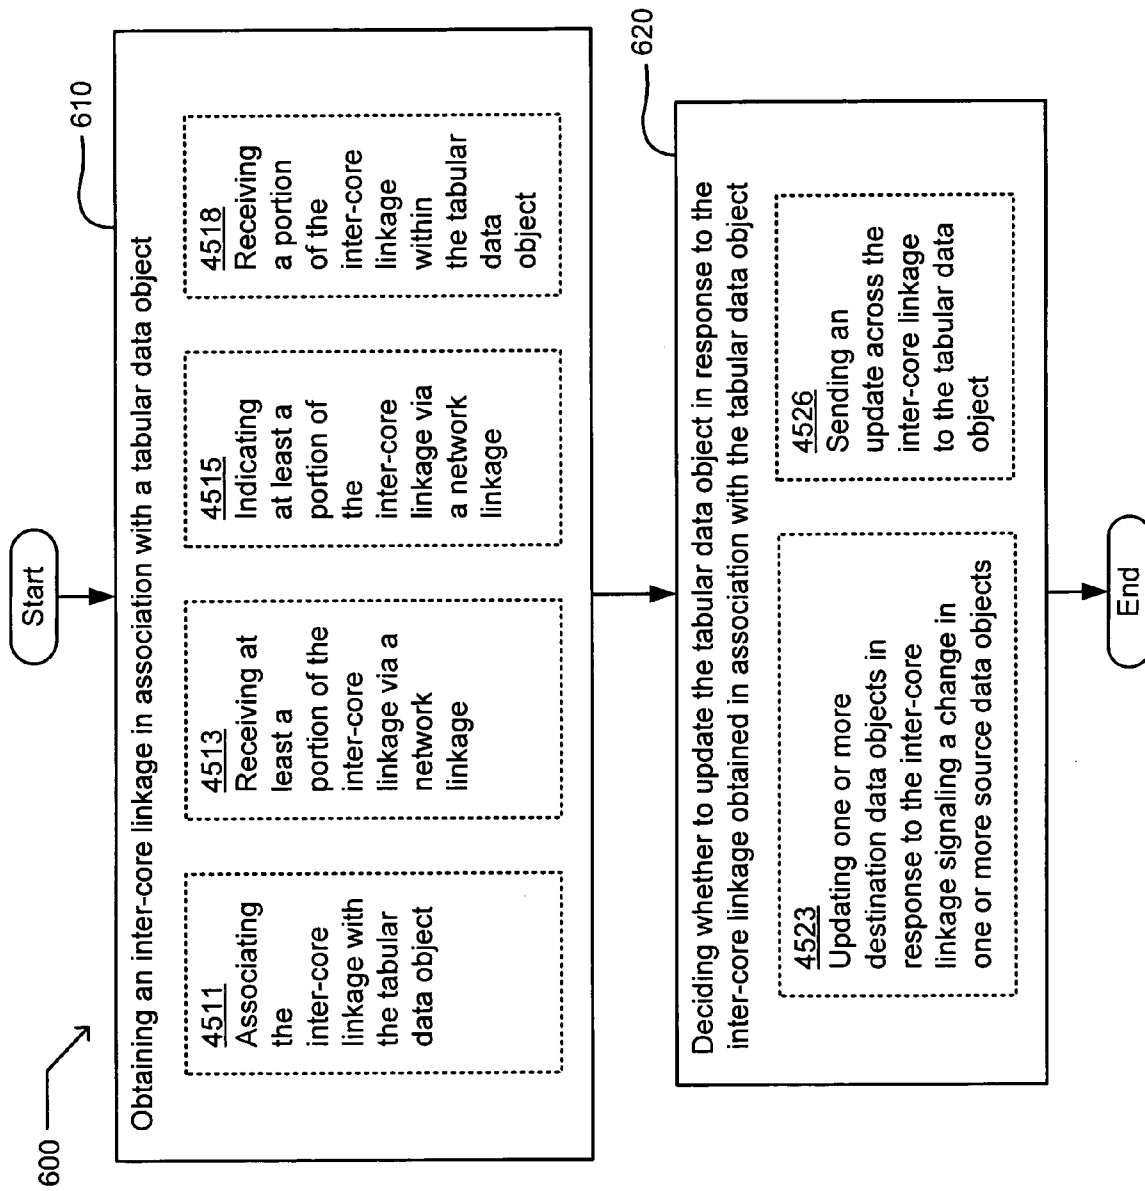 600
Start
610
Obtaining an inter-core linkage in association with a tabular data object
4511
Associating
the
inter-core
linkage with
the tabular
data object
4513
Receiving at
least a
portion of the
inter-core
linkage via a
network
linkage
4515
Indicating
at least a
portion of
the
inter-core
linkage via
a network
linkage
4518
Receiving
a portion
of the
inter-core
linkage
within
the tabular
data
object
620
Deciding whether to update the tabular data object in response to the
inter-core linkage obtained in association with the tabular data object
4523
Updating one or more
destination data objects in
response to the inter-core
linkage signaling a change in
one or more source data objects
4526
Sending an
update across the
inter-core linkage
to the tabular data
object
End